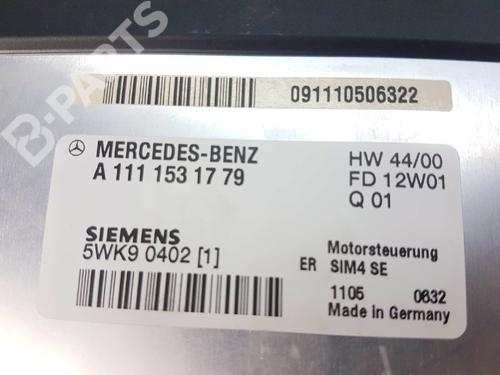 B-PARTS
091110506322
MERCEDES-BENZ
A 111 153 17 79
HW 44/00
FD 12W01
Q 01
SIEMENS
5WK9 0402 [1]
Motorsteuerung
ER SIM4 SE
1105 0632
Made in Germany